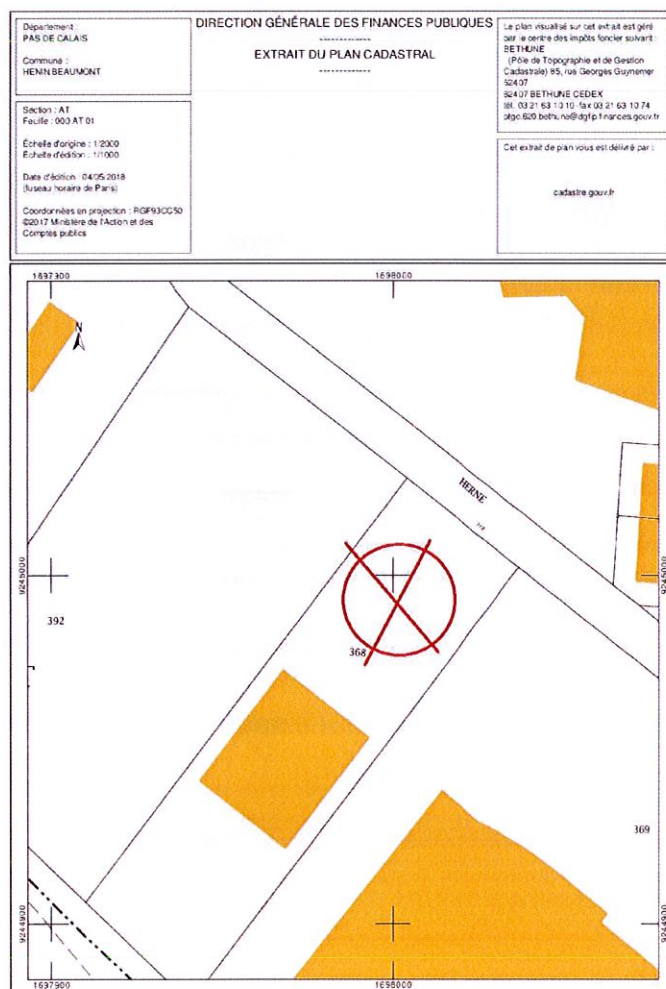 Département :
PAS DE CALAIS
Commune :
HENIN BEAUMONT
Section : AT
Feuille : 000 AT 01
Échelle d'origine : 1/2000
Échelle d'édition : 1/1000
Date d'édition : 04/05/2018
(fuseau horaire de Paris)
Coordonnées en projection : RGF93CC50
©2017 Ministère de l'Action et des
Comptes publics
DIRECTION GÉNÉRALE DES FINANCES PUBLIQUES
------------
EXTRAIT DU PLAN CADASTRAL
------------
Le plan visualisé sur cet extrait est géré
par le centre des impôts foncier suivant :
BETHUNE
(Pôle de Topographie et de Gestion
Cadastrale) 85, rue Georges Guynemer
62407
62407 BETHUNE CEDEX
tél. 03 21 63 10 10 -fax 03 21 63 10 74
ptgc.620.bethune@dgfip.finances.gouv.fr
Cet extrait de plan vous est délivré par :
cadastre.gouv.fr
1697900
1698000
N
HERNE
9245000
9245000
392
368
369
9244900
9244900
1697900
1698000